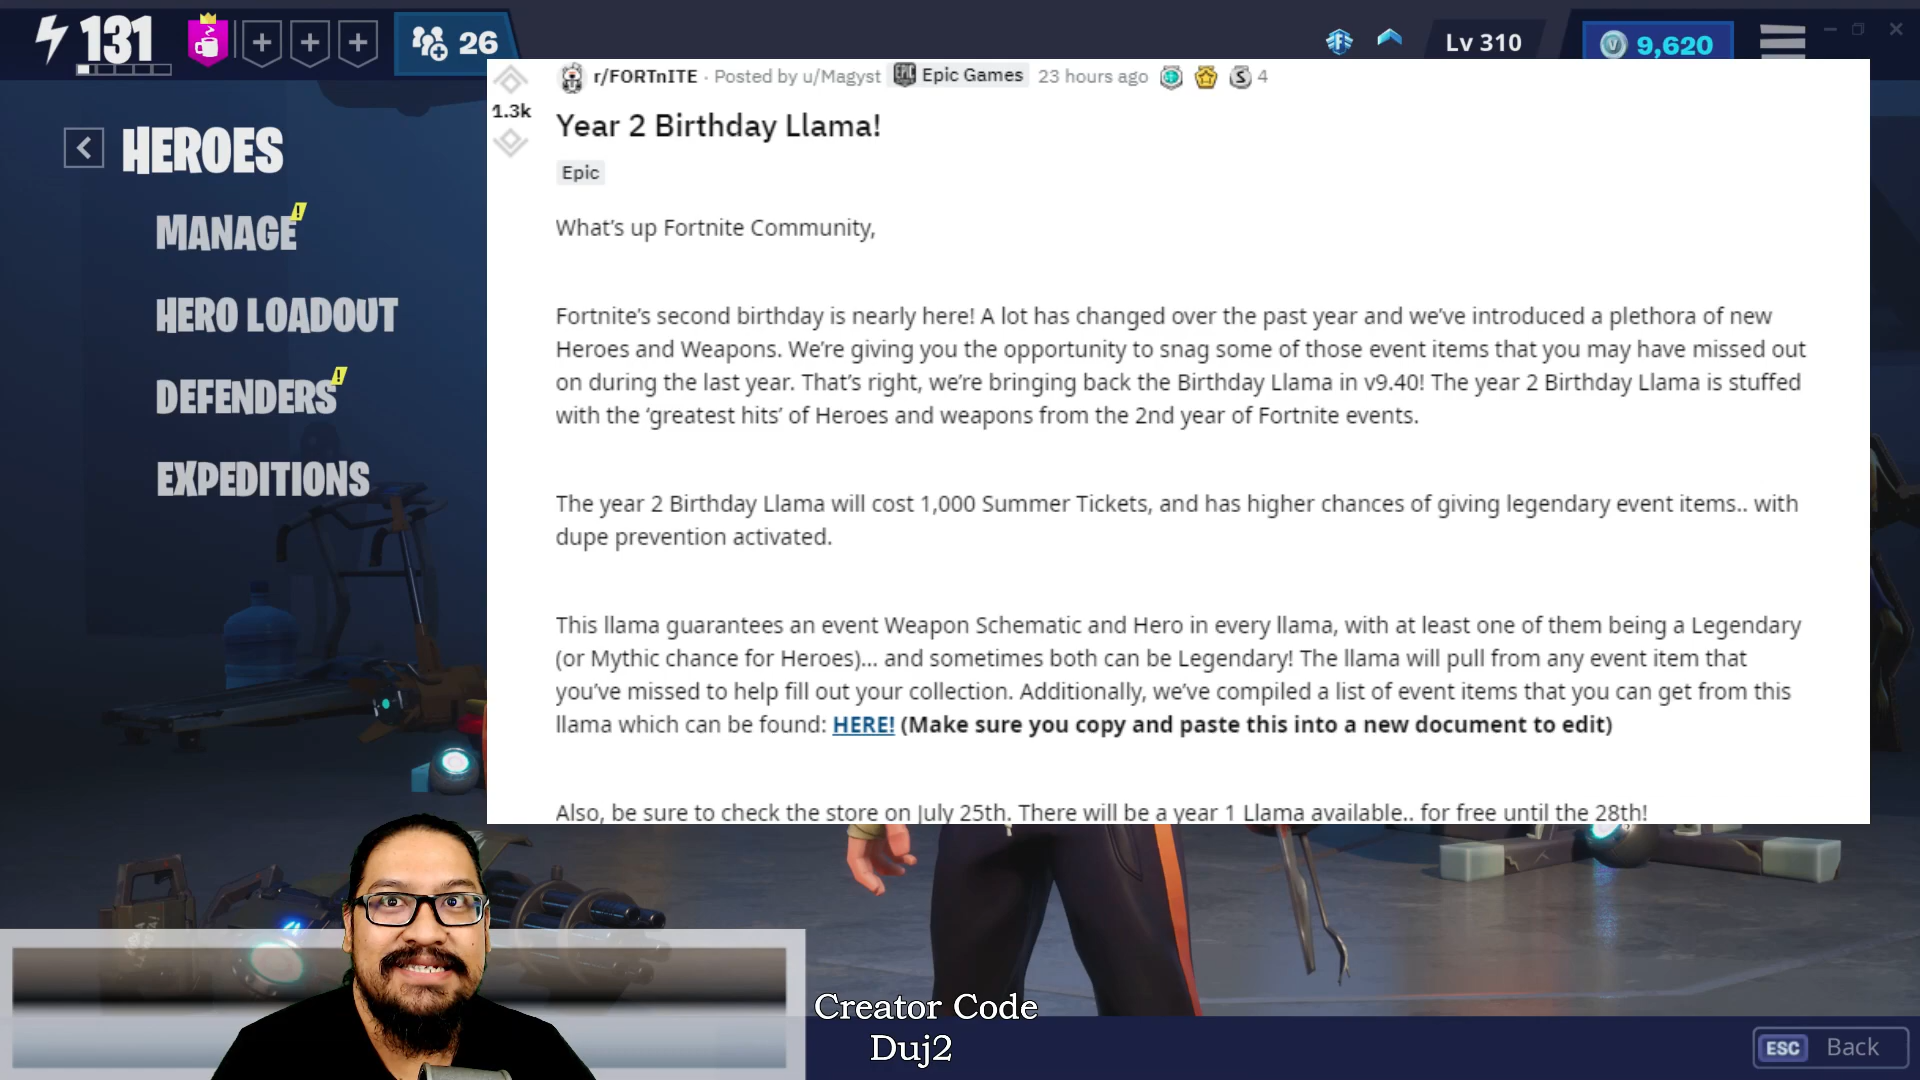 131
26
Lv 310
9,620
HEROES
MANAGE
HERO LOADOUT
DEFENDERS
EXPEDITIONS
r/FORTnITE · Posted by u/Magyst EPIC GAMES Epic Games 23 hours ago S 4
1.3k
Year 2 Birthday Llama!
Epic
What's up Fortnite Community,
Fortnite's second birthday is nearly here! A lot has changed over the past year and we've introduced a plethora of new
Heroes and Weapons. We're giving you the opportunity to snag some of those event items that you may have missed out
on during the last year. That's right, we're bringing back the Birthday Llama in v9.40! The year 2 Birthday Llama is stuffed
with the 'greatest hits' of Heroes and weapons from the 2nd year of Fortnite events.
The year 2 Birthday Llama will cost 1,000 Summer Tickets, and has higher chances of giving legendary event items.. with
dupe prevention activated.
This llama guarantees an event Weapon Schematic and Hero in every llama, with at least one of them being a Legendary
(or Mythic chance for Heroes)... and sometimes both can be Legendary! The llama will pull from any event item that
you've missed to help fill out your collection. Additionally, we've compiled a list of event items that you can get from this
llama which can be found: HERE! (Make sure you copy and paste this into a new document to edit)
Also, be sure to check the store on July 25th. There will be a year 1 Llama available.. for free until the 28th!
Creator Code
Duj2
ESC Back